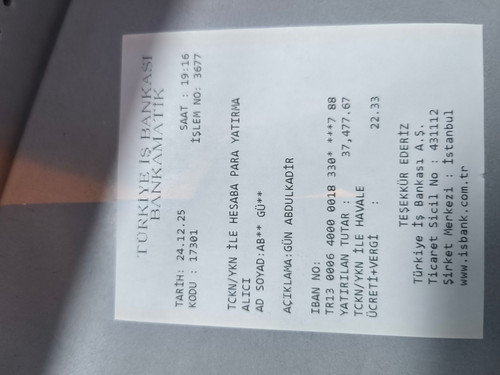 TÜRKİYE İŞ BANKASI
BANKAMATİK
TARİH: 24.12.25 SAAT : 19:16
KODU : 17301 İŞLEM NO: 3677
TCKN/YKN İLE HESABA PARA YATIRMA
ALICI
AD SOYAD:AB** GÜ**
AÇIKLAMA:GÜN ABDULKADİR
IBAN NO:
TR13 0006 4000 0018 330* ***7 88
YATIRILAN TUTAR : 37,477.67
TCKN/YKN İLE HAVALE
ÜCRETİ+VERGİ : 22.33
TEŞEKKÜR EDERİZ
Türkiye İş Bankası A.Ş.
Ticaret Sicil No : 431112
Şirket Merkezi : İstanbul
www.isbank.com.tr